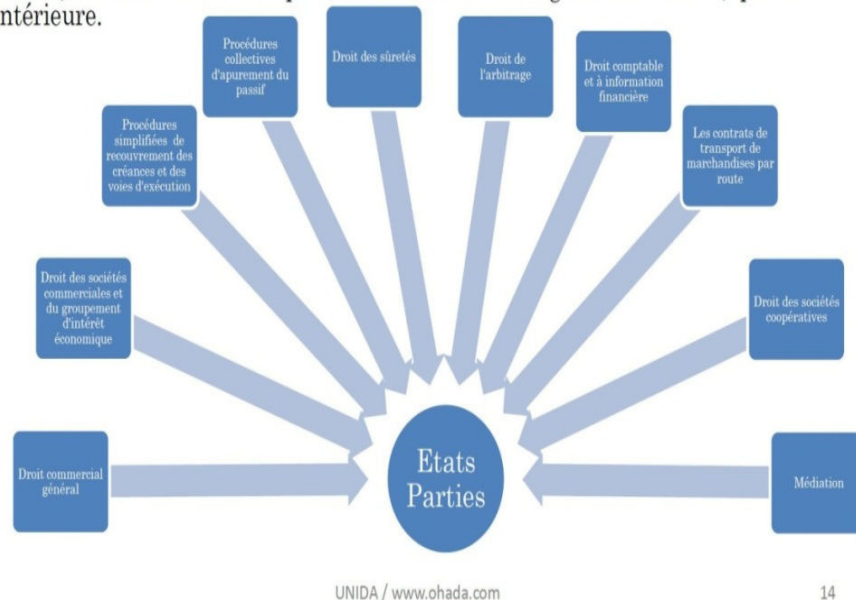 ntérieure.
Procédures
collectives
d'apurement du
passif
Droit des sûretés
Droit de
l'arbitrage
Droit comptable
et à information
financière
Procédures
simplifiées de
recouvrement des
créances et des
voies d'exécution
Les contrats de
transport de
marchandises par
route
Droit des sociétés
commerciales et
du groupement
d'intérêt
économique
Droit des sociétés
coopératives
Droit commercial
général
Etats
Parties
Médiation
UNIDA / www.ohada.com
14